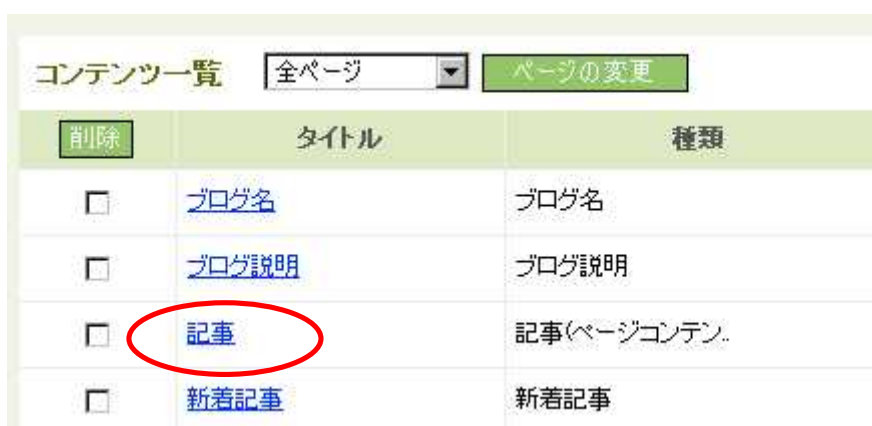 コンテンツ一覧 全ページ ページの変更
削除 タイトル 種類
ブログ名 ブログ名
ブログ説明 ブログ説明
記事 記事(ページコンテン..
新着記事 新着記事